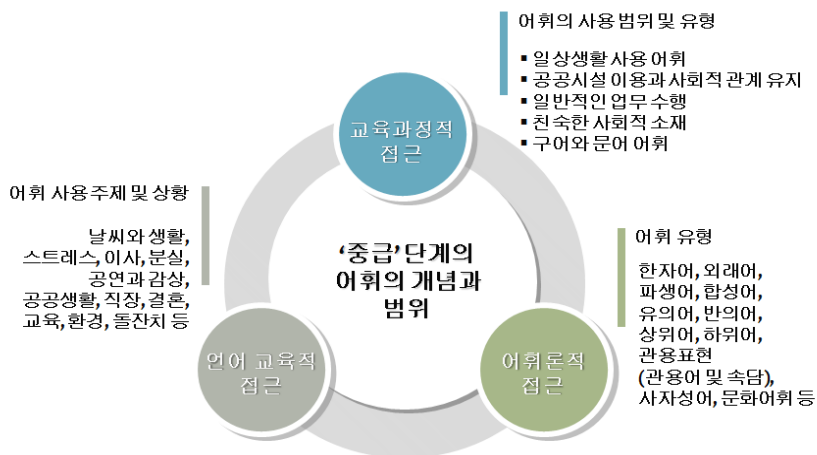 어휘의 사용 범위 및 유형
▪ 일상생활 사용 어휘
▪ 공공시설 이용과 사회적 관계 유지
▪ 일반적인 업무 수행
▪ 친숙한 사회적 소재
▪ 구어와 문어 어휘
교육과정적
접근
어휘 사용 주제 및 상황
날씨와 생활,
스트레스, 이사, 분실,
공연과 감상,
공공생활, 직장, 결혼,
교육, 환경, 돌잔치 등
‘중급’ 단계의
어휘의 개념과
범위
어휘 유형
한자어, 외래어,
파생어, 합성어,
유의어, 반의어,
상위어, 하위어,
관용표현
(관용어 및 속담),
사자성어, 문화어휘 등
언어 교육적
접근
어휘론적
접근